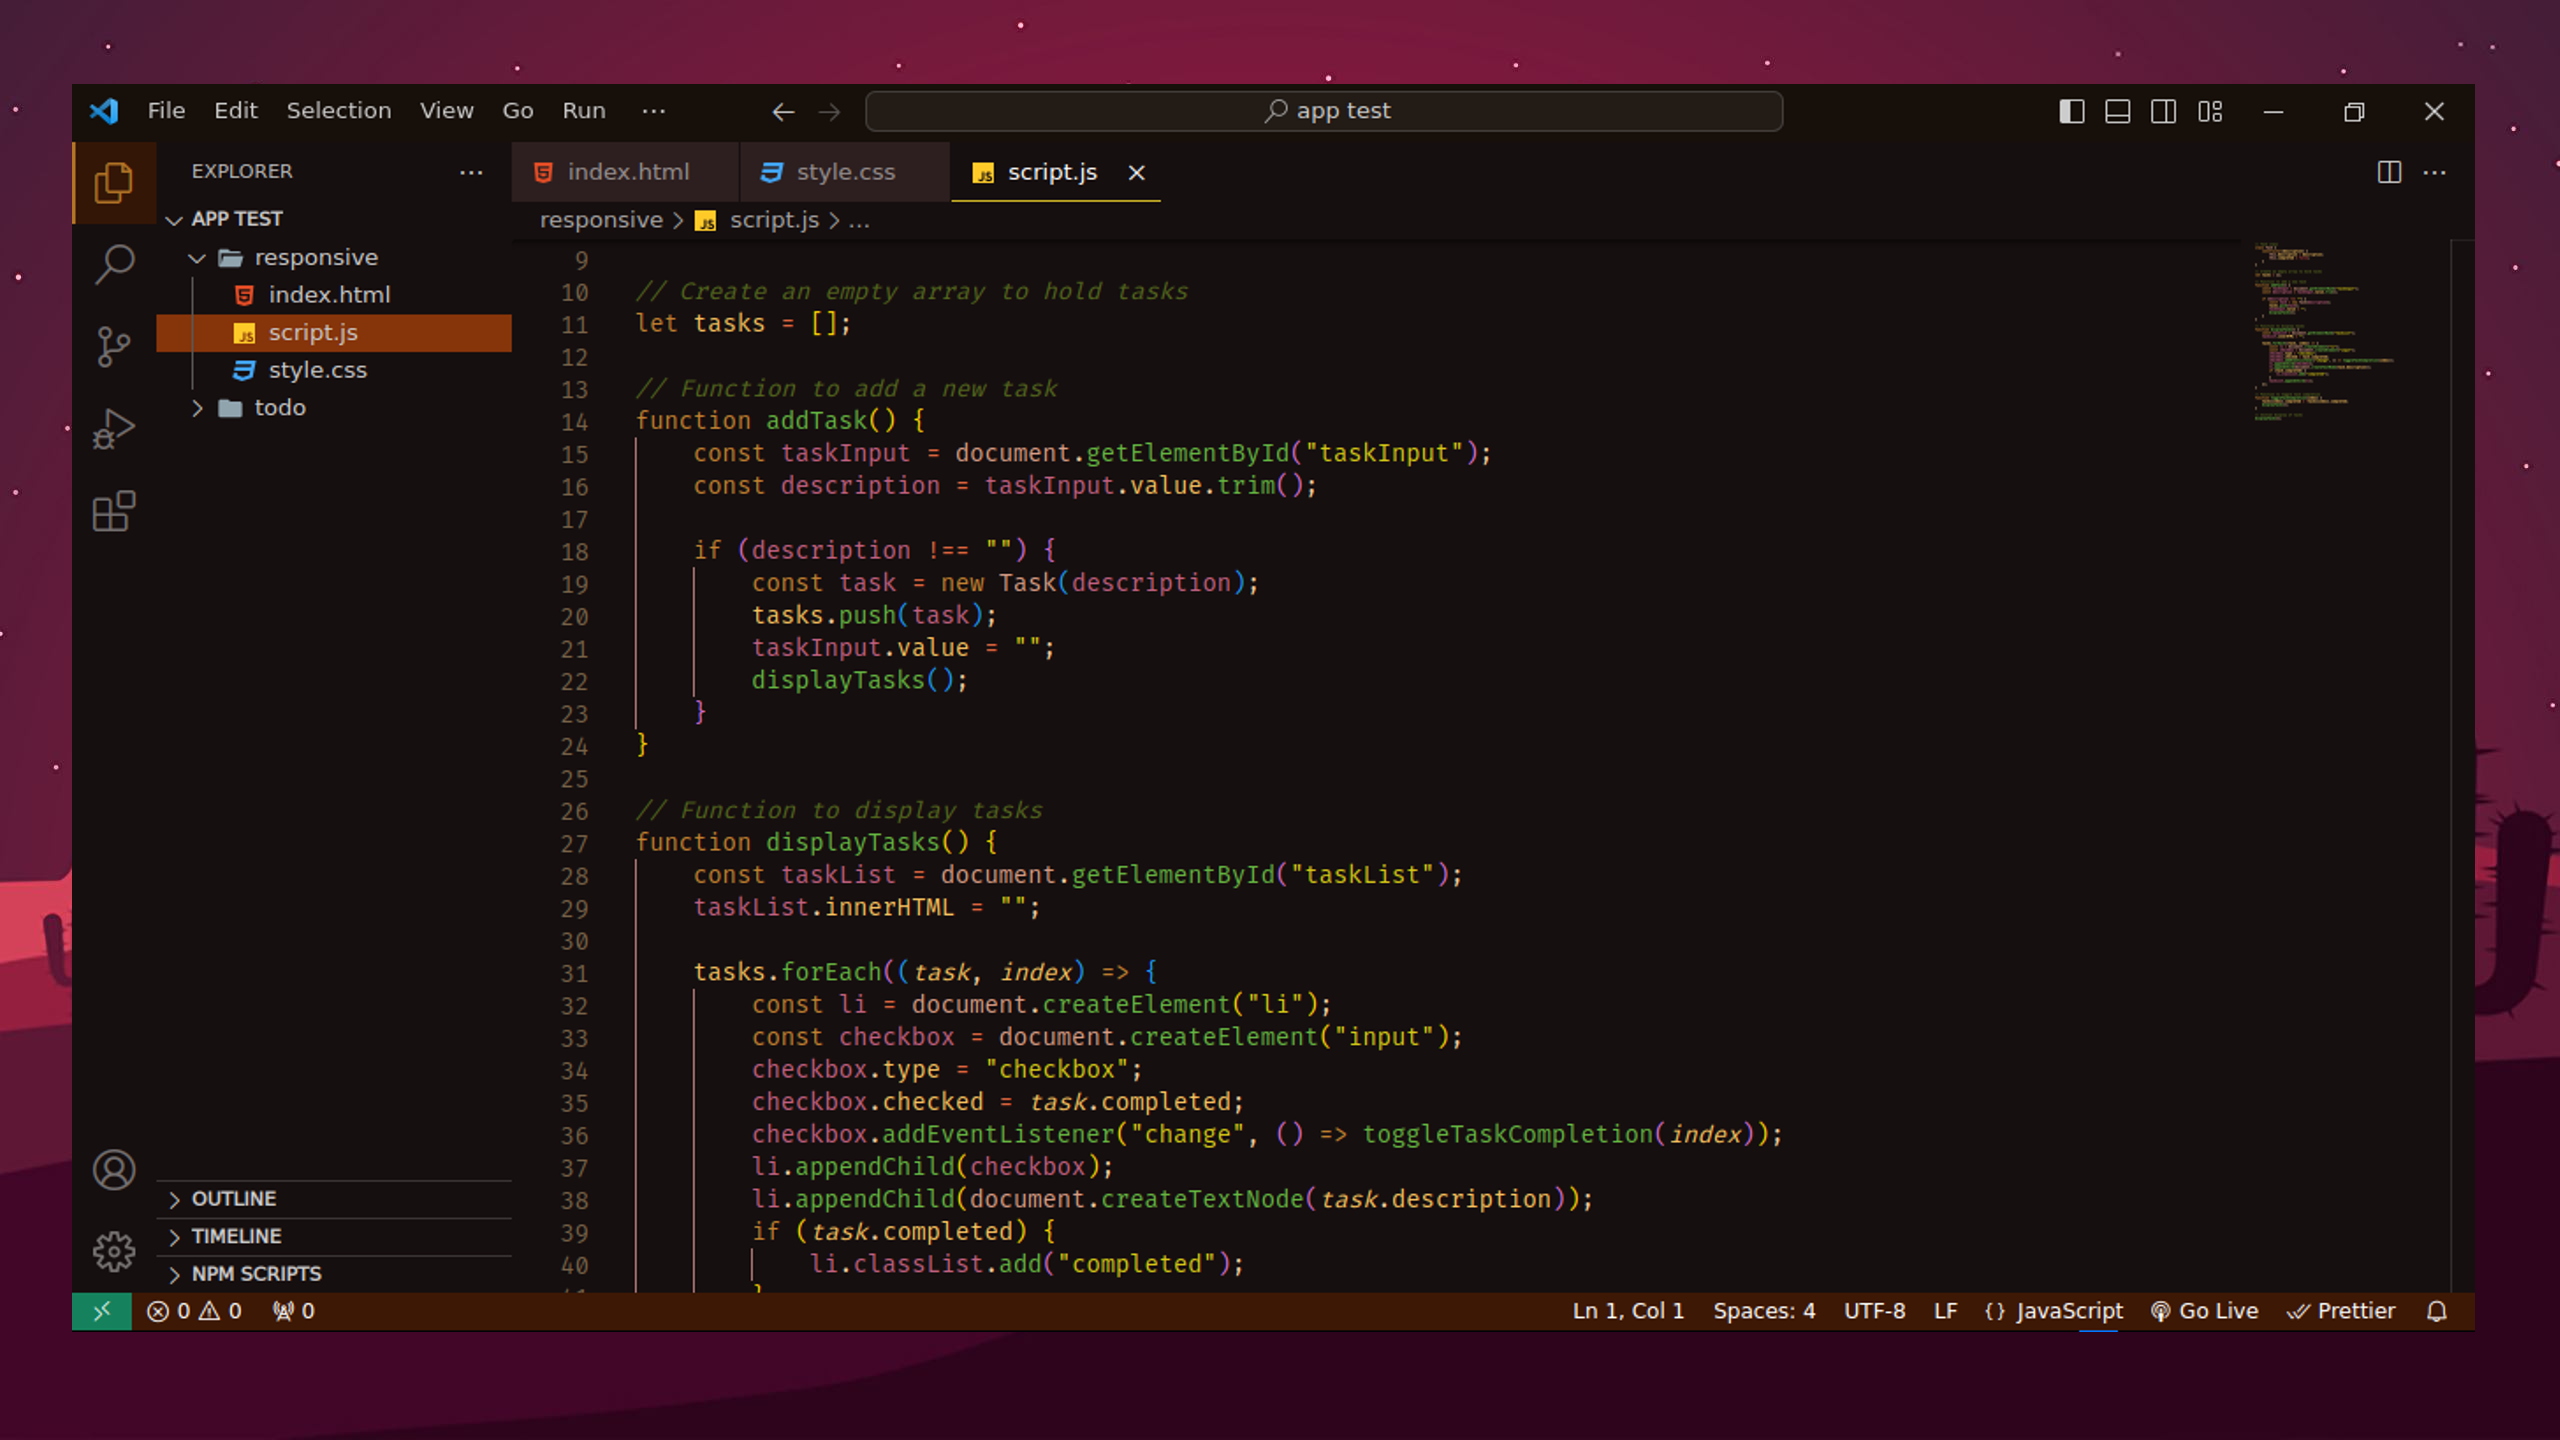 File Edit Selection View Go Run ··· app test
EXPLORER ···
APP TEST
responsive
index.html
script.js
style.css
todo
OUTLINE
TIMELINE
NPM SCRIPTS
index.html style.css script.js
responsive > script.js > ...
9
10 // Create an empty array to hold tasks
11 let tasks = [];
12
13 // Function to add a new task
14 function addTask() {
15 const taskInput = document.getElementById("taskInput");
16 const description = taskInput.value.trim();
17
18 if (description !== "") {
19 const task = new Task(description);
20 tasks.push(task);
21 taskInput.value = "";
22 displayTasks();
23 }
24 }
25
26 // Function to display tasks
27 function displayTasks() {
28 const taskList = document.getElementById("taskList");
29 taskList.innerHTML = "";
30
31 tasks.forEach((task, index) => {
32 const li = document.createElement("li");
33 const checkbox = document.createElement("input");
34 checkbox.type = "checkbox";
35 checkbox.checked = task.completed;
36 checkbox.addEventListener("change", () => toggleTaskCompletion(index));
37 li.appendChild(checkbox);
38 li.appendChild(document.createTextNode(task.description));
39 if (task.completed) {
40 li.classList.add("completed");
0 0 0 Ln 1, Col 1 Spaces: 4 UTF-8 LF {} JavaScript Go Live Prettier